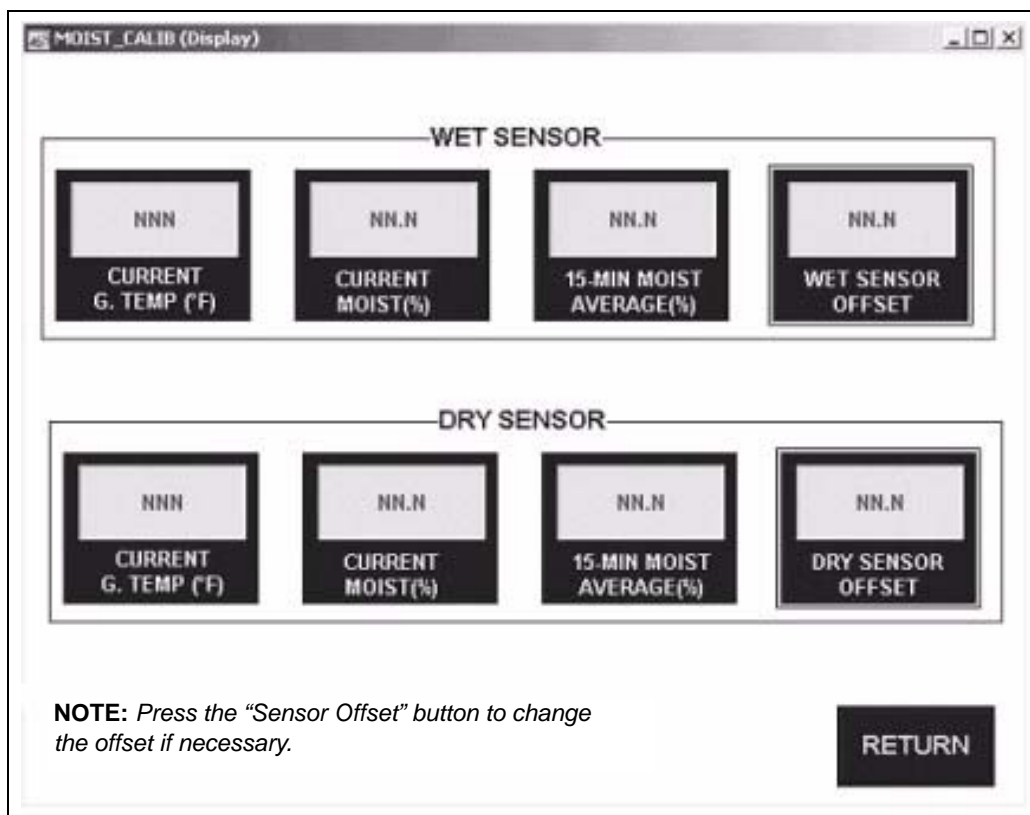 MOIST_CALIB (Display)
WET SENSOR
NNN
CURRENT
G. TEMP (°F)
NN.N
CURRENT
MOIST(%)
NN.N
15-MIN MOIST
AVERAGE(%)
NN.N
WET SENSOR
OFFSET
DRY SENSOR
NNN
CURRENT
G. TEMP (°F)
NN.N
CURRENT
MOIST(%)
NN.N
15-MIN MOIST
AVERAGE(%)
NN.N
DRY SENSOR
OFFSET
NOTE: Press the “Sensor Offset” button to change
the offset if necessary.
RETURN